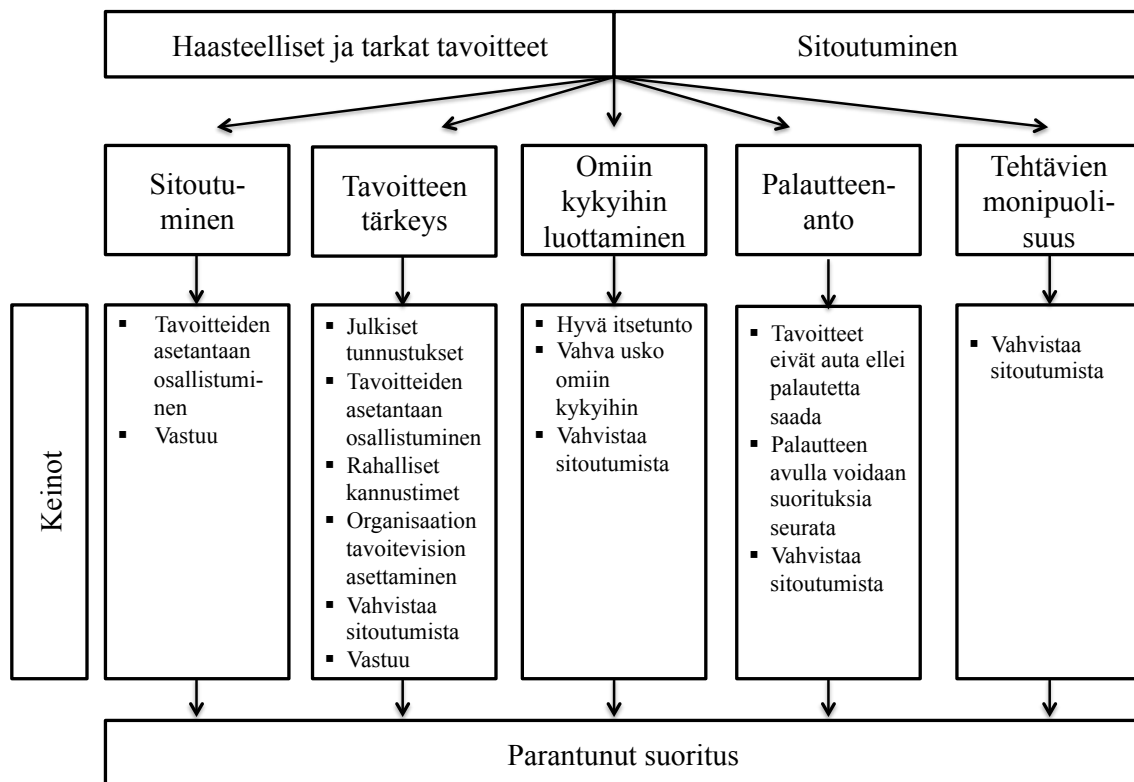 Haasteelliset ja tarkat tavoitteet
Sitoutuminen
Sitoutu-
minen
Tavoitteen
tärkeys
Omiin
kykyihin
luottaminen
Palautteen-
anto
Tehtävien
monipuoli-
suus
Keinot
▪ Tavoitteiden
asetantaan
osallistumi-
nen
▪ Vastuu
▪ Julkiset
tunnustukset
▪ Tavoitteiden
asetantaan
osallistuminen
▪ Rahalliset
kannustimet
▪ Organisaation
tavoitevision
asettaminen
▪ Vahvistaa
sitoutumista
▪ Vastuu
▪ Hyvä itsetunto
▪ Vahva usko
omiin
kykyihin
▪ Vahvistaa
sitoutumista
▪ Tavoitteet
eivät auta ellei
palautetta
saada
▪ Palautteen
avulla voidaan
suorituksia
seurata
▪ Vahvistaa
sitoutumista
▪ Vahvistaa
sitoutumista
Parantunut suoritus